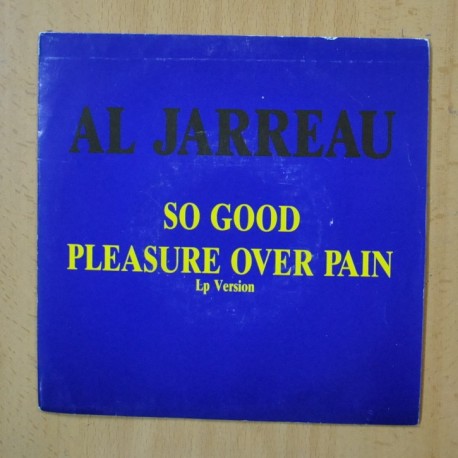 AL JARREAU
SO GOOD
PLEASURE OVER PAIN
Lp Version